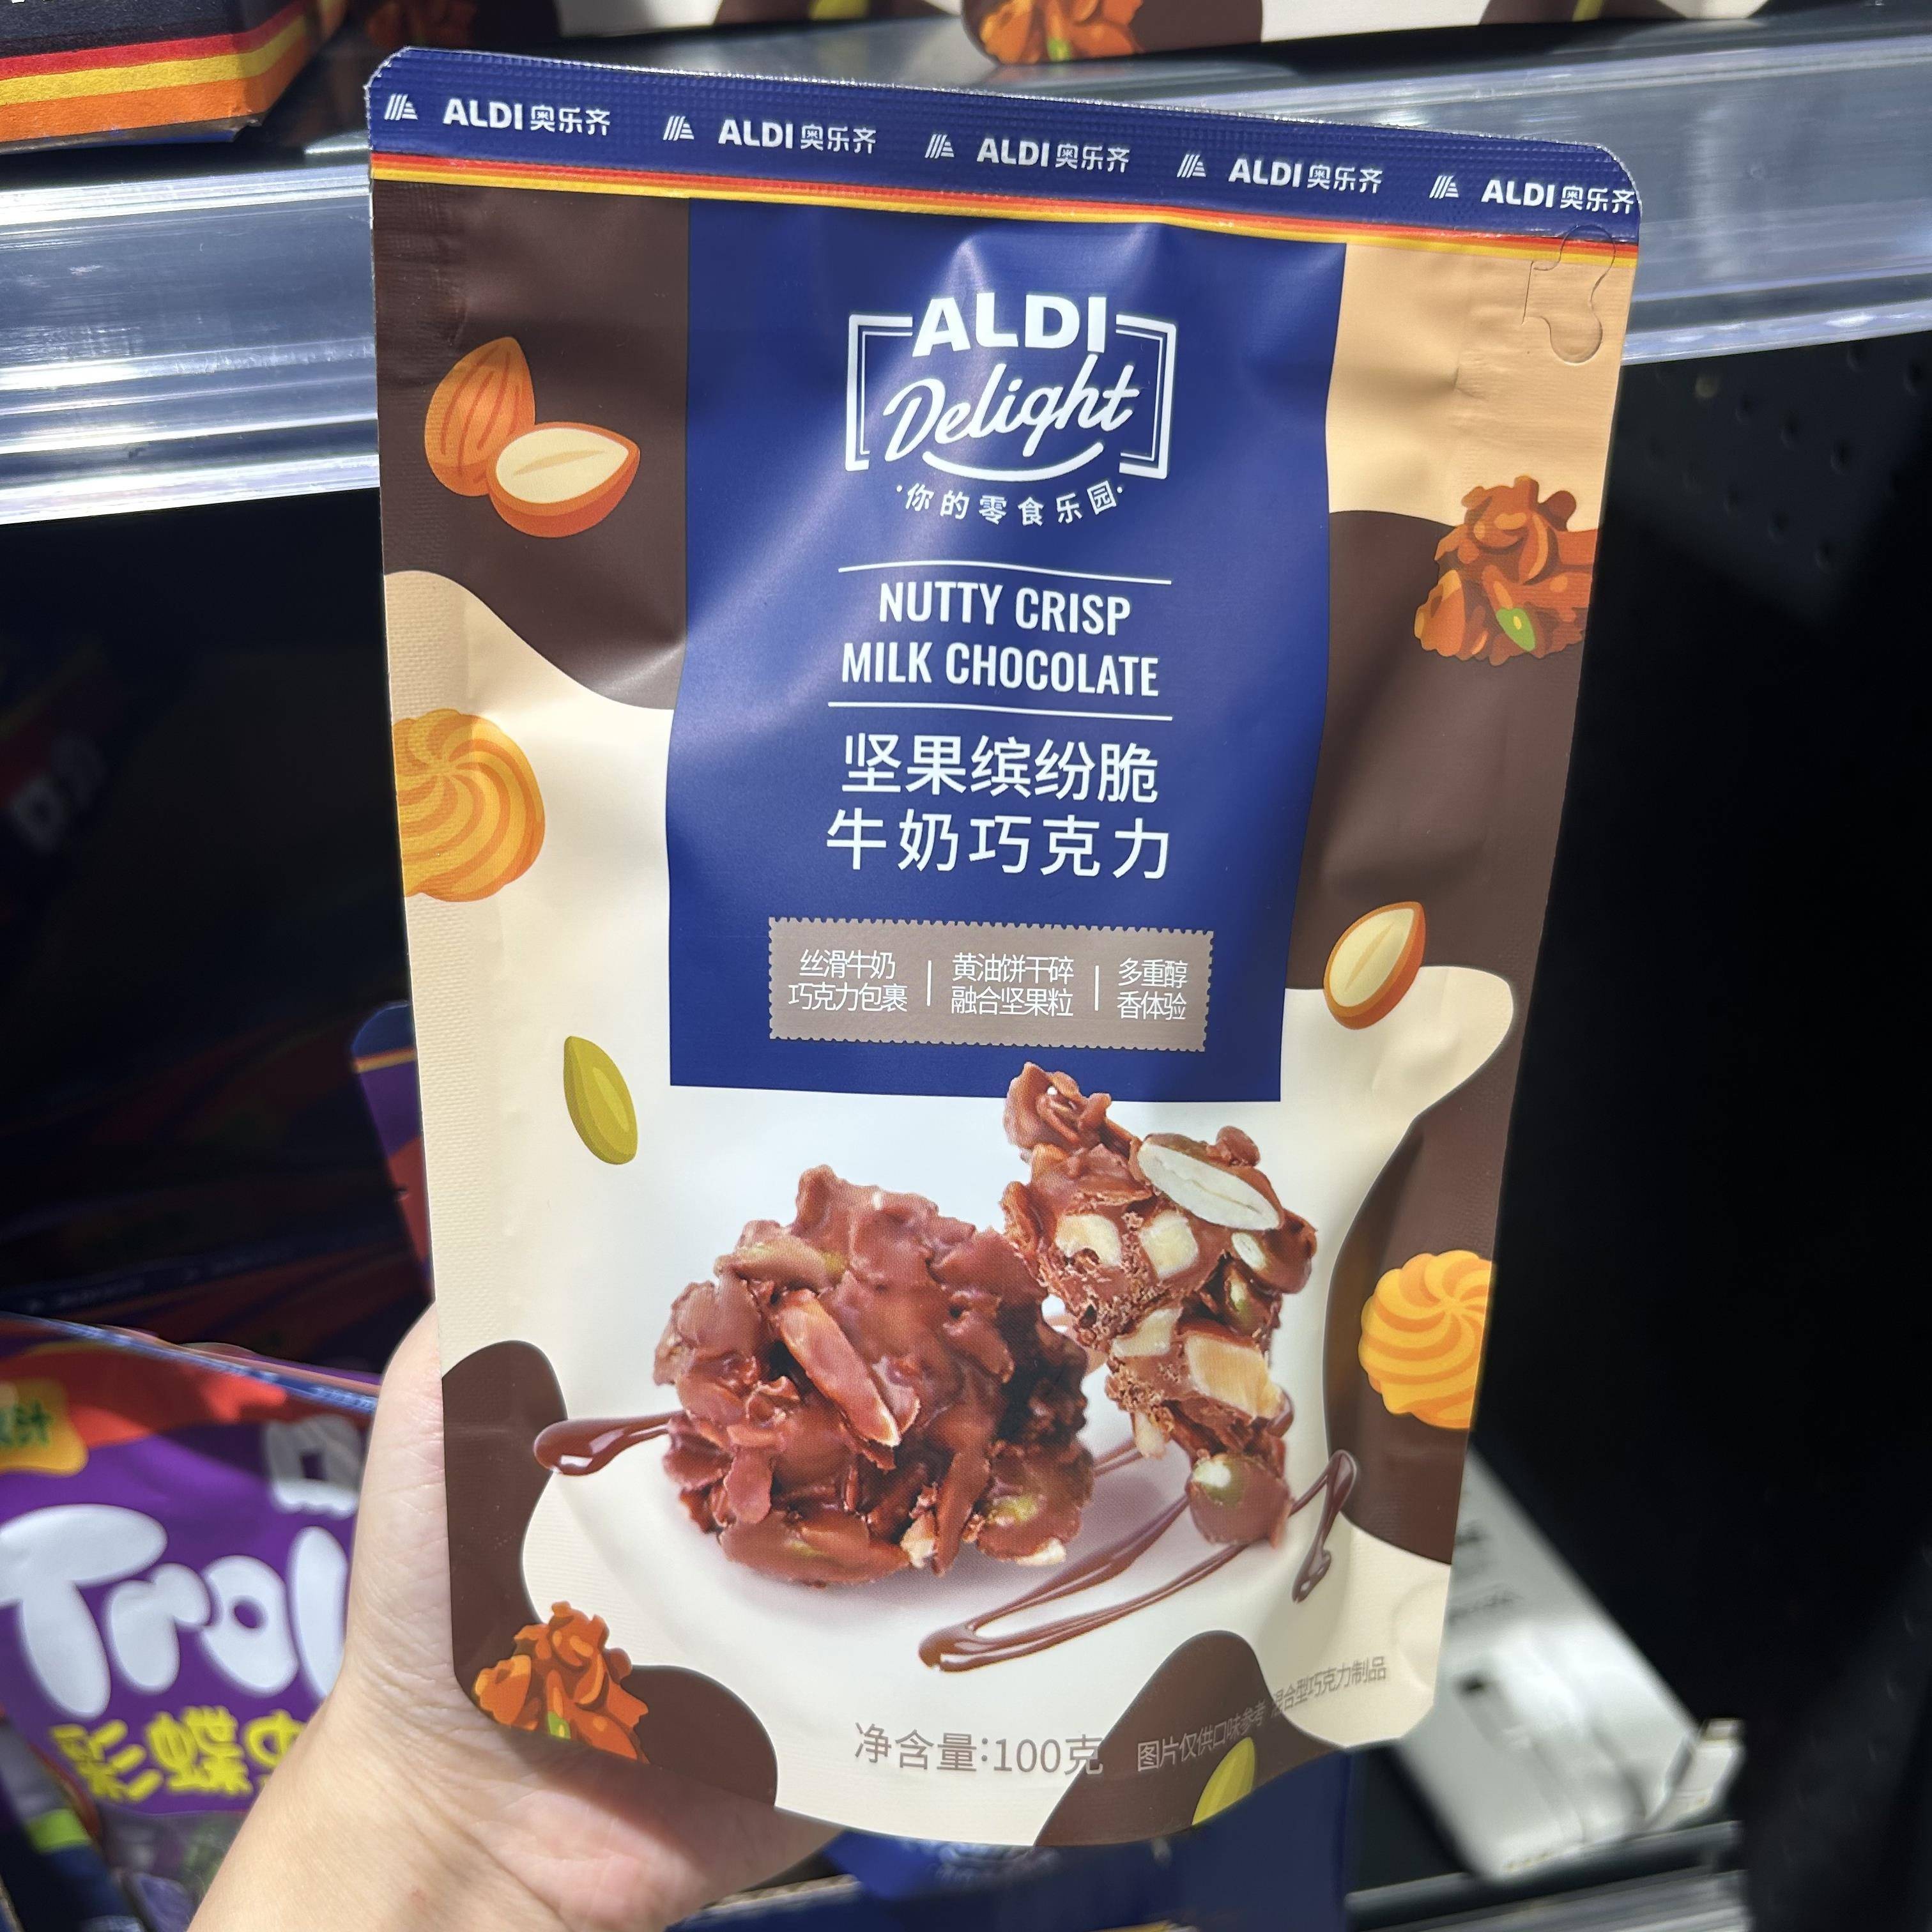 ALDI 奥乐齐 ALDI 奥乐齐 ALDI 奥乐齐 ALDI 奥乐齐 ALDI 奥乐齐
ALDI
Delight
·你的零食乐园·
NUTTY CRISP
MILK CHOCOLATE
坚果缤纷脆
牛奶巧克力
丝滑牛奶
巧克力包裹
黄油饼干碎
融合坚果粒
多重醇
香体验
净含量:100克
图片仅供口味参考 混合型巧克力制品
Trol
彩蝶